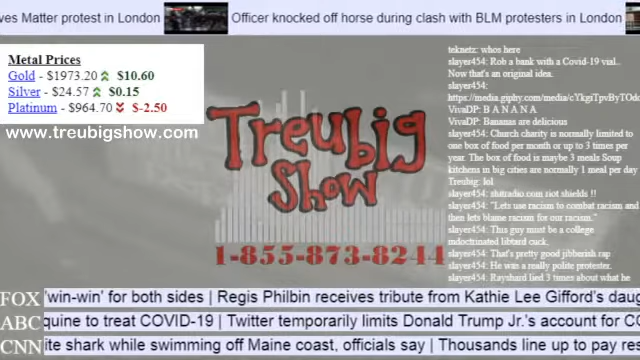 ves Matter protest in London Officer knocked off horse during clash with BLM protesters in London
Metal Prices
Gold - $1973.20 $10.60
Silver - $24.57 $0.15
Platinum - $964.70 $-2.50
www.treubigshow.com
Treubig
Show
1-855-873-8244
teknetz: whos here
slayer454: Rob a bank with a Covid-19 vial..
Now that's an original idea.
slayer454:
https://media.giphy.com/media/cYkgiTpvByTOdc
VivaDP: B A N A N A
VivaDP: Bananas are delicious
slayer454: Church charity is normally limited to
one box of food per month or up to 3 times per
year. The box of food is maybe 3 meals Soup
kitchens in big cities are normally 1 meal per day
Treubig: lol
slayer454: shitradio.com riot shields !!
slayer454: "Lets use racism to combat racism and
then lets blame racism for our racism."
slayer454: This guy must be a college
indoctrinated libtard cuck.
slayer454: That's pretty good jibberish rap
slayer454: He was a really polite protester.
slayer454: Rayshard lied 3 times about what he
FOX 'win-win' for both sides | Regis Philbin receives tribute from Kathie Lee Gifford's daug
ABC quine to treat COVID-19 | Twitter temporarily limits Donald Trump Jr.'s account for CO
CNN ite shark while swimming off Maine coast, officials say | Thousands line up to pay res